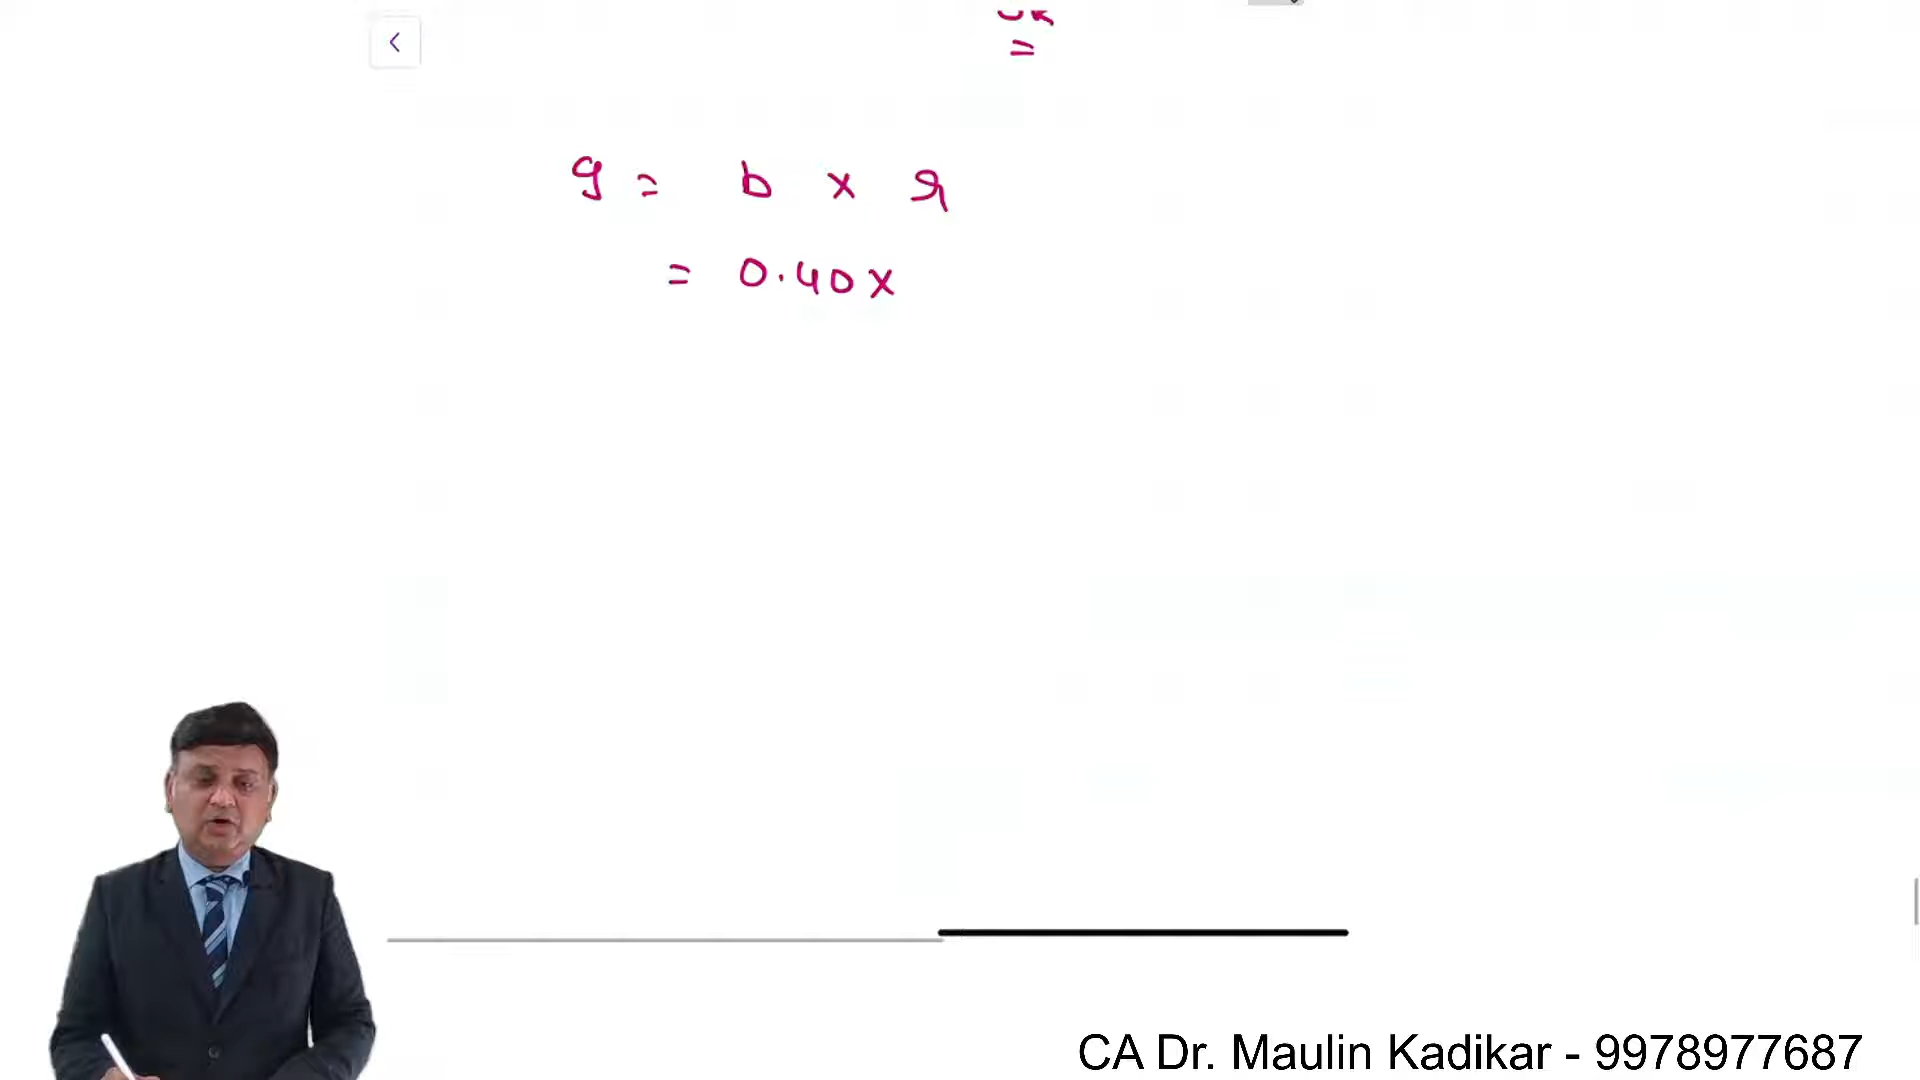 =
g = b x r
= 0.40 x
CA Dr. Maulin Kadikar - 9978977687